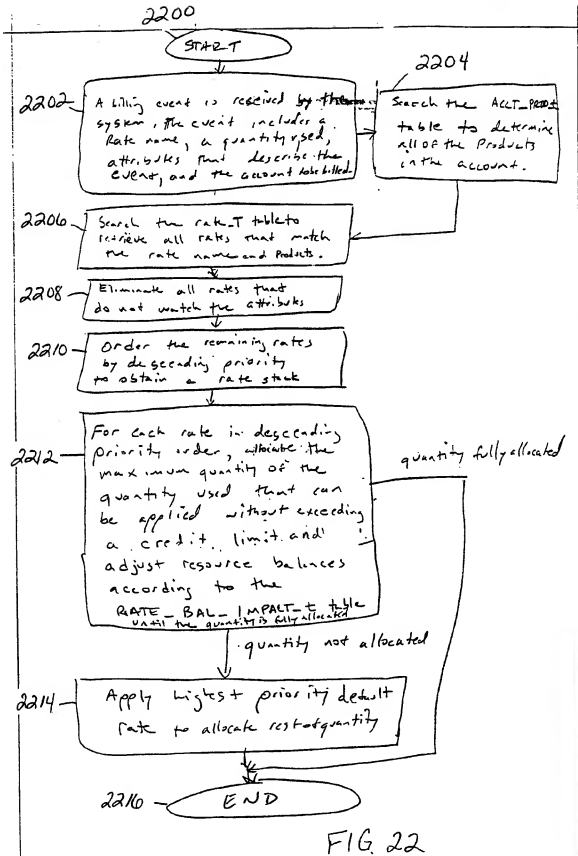 2200
START
2202
A billing event is received by the
system. The event includes a
Rate name, a quantity used,
attributes that describe the
event, and the account to be billed.
2204
Search the ACCT_PROD_t
table to determine
all of the Products
in the account.
2206
Search the rate_T table to
retrieve all rates that match
the rate name and Products.
2208
Eliminate all rates that
do not match the attributes
2210
Order the remaining rates
by descending priority
to obtain a rate stack
2212
For each rate in descending
priority order, allocate the
maximum quantity of the
quantity used that can
be applied without exceeding
a credit limit and
adjust resource balances
according to the
RATE_BAL_IMPACT_t table
until the quantity is fully allocated
quantity fully allocated
quantity not allocated
2214
Apply highest priority default
rate to allocate rest of quantity
2216
END
FIG. 22